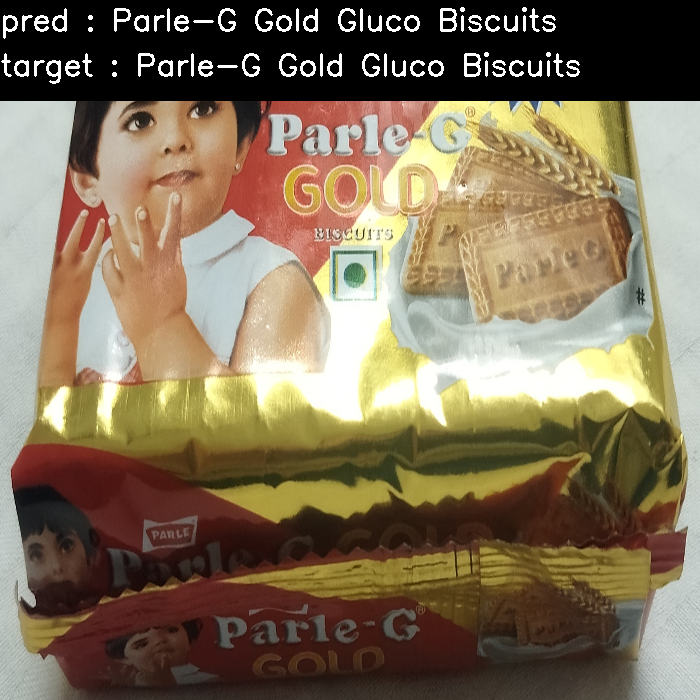 pred : Parle-G Gold Gluco Biscuits
target : Parle-G Gold Gluco Biscuits
Parle-G®
GOLD
BISCUITS
Parle-G
#
PARLE
Parle-G GOLD
Parle-G®
GOLD